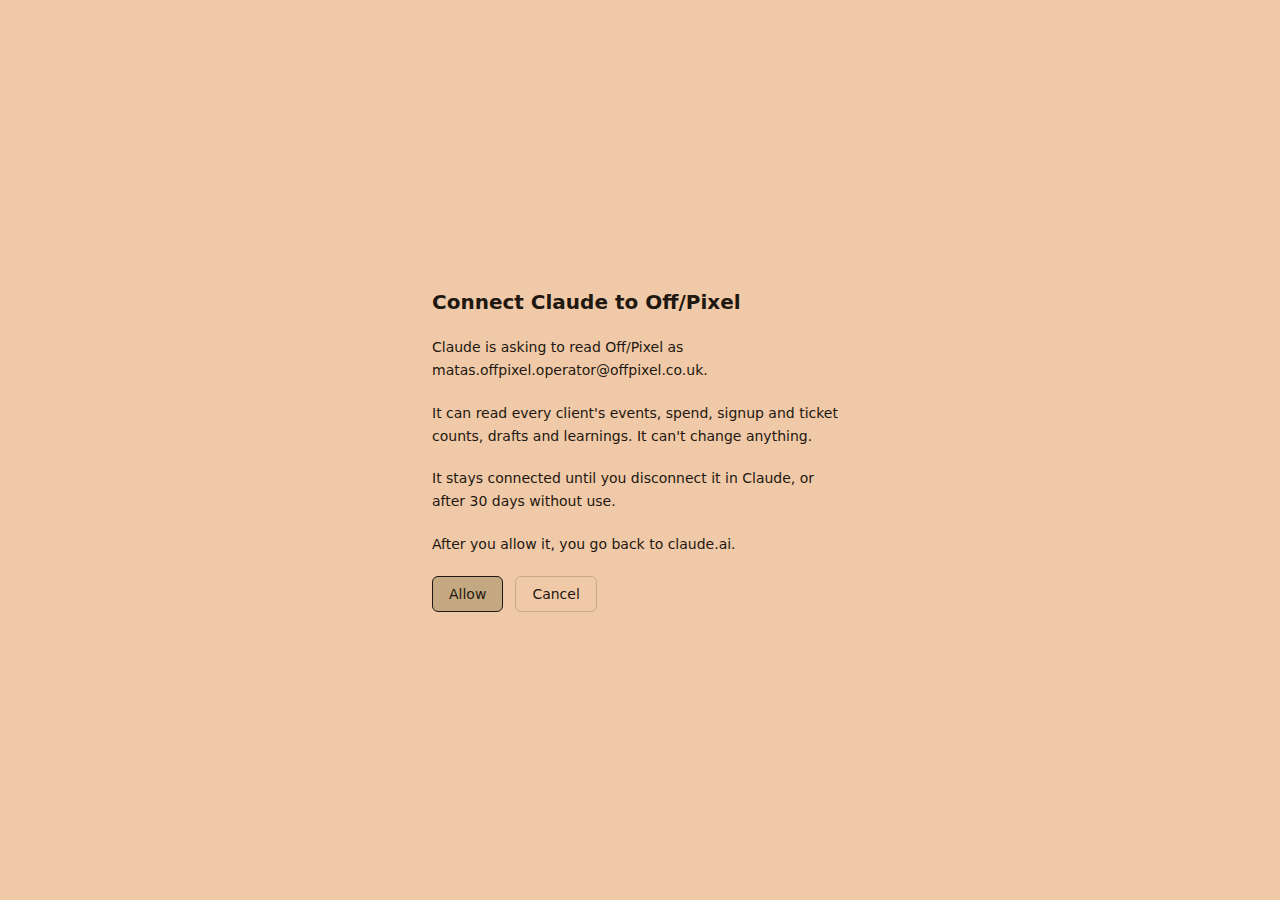 Connect Claude to Off/Pixel
Claude is asking to read Off/Pixel as
matas.offpixel.operator@offpixel.co.uk.
It can read every client's events, spend, signup and ticket
counts, drafts and learnings. It can't change anything.
It stays connected until you disconnect it in Claude, or
after 30 days without use.
After you allow it, you go back to claude.ai.
Allow
Cancel